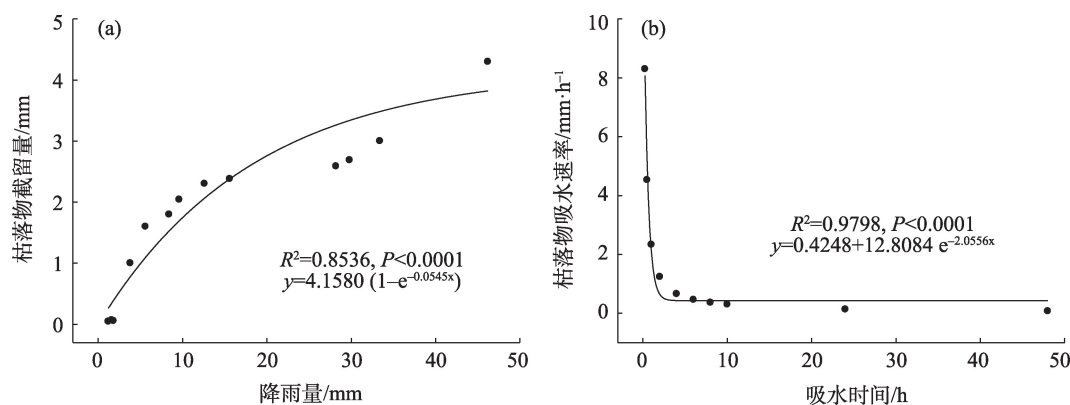 (a)
5
4
3
2
1
0
枯落物截留量/mm
R²=0.8536, P<0.0001
y=4.1580 (1–e^–0.0545x)
0 10 20 30 40 50
降雨量/mm
(b)
10
8
6
4
2
0
枯落物吸水速率/mm·h⁻¹
R²=0.9798, P<0.0001
y=0.4248+12.8084 e^–2.0556x
0 10 20 30 40 50
吸水时间/h